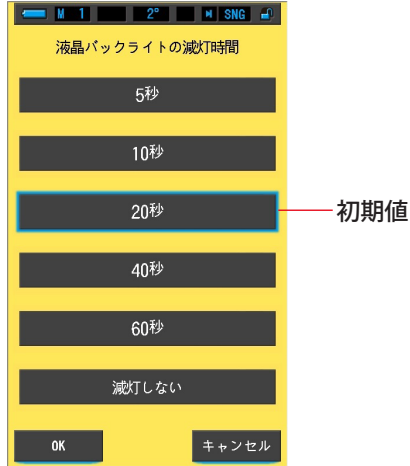 M 1 2° SNG
液晶バックライトの減灯時間
5秒
10秒
20秒
初期値
40秒
60秒
減灯しない
OK キャンセル